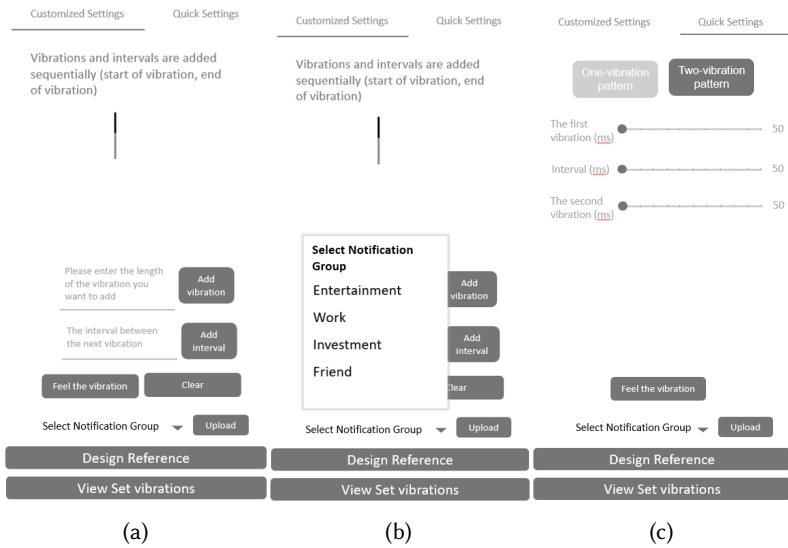 Customized Settings
Quick Settings
Vibrations and intervals are added
sequentially (start of vibration, end
of vibration)
Please enter the length
of the vibration you
want to add
Add
vibration
The interval between
the next vibration
Add
interval
Feel the vibration
Clear
Select Notification Group
Upload
Design Reference
View Set vibrations
(a)
Customized Settings
Quick Settings
Vibrations and intervals are added
sequentially (start of vibration, end
of vibration)
Select Notification
Group
Entertainment
Work
Investment
Friend
Add
vibration
Add
interval
Clear
Select Notification Group
Upload
Design Reference
View Set vibrations
(b)
Customized Settings
Quick Settings
One-vibration
pattern
Two-vibration
pattern
The first
vibration (ms)
50
Interval (ms)
50
The second
vibration (ms)
50
Feel the vibration
Select Notification Group
Upload
Design Reference
View Set vibrations
(c)